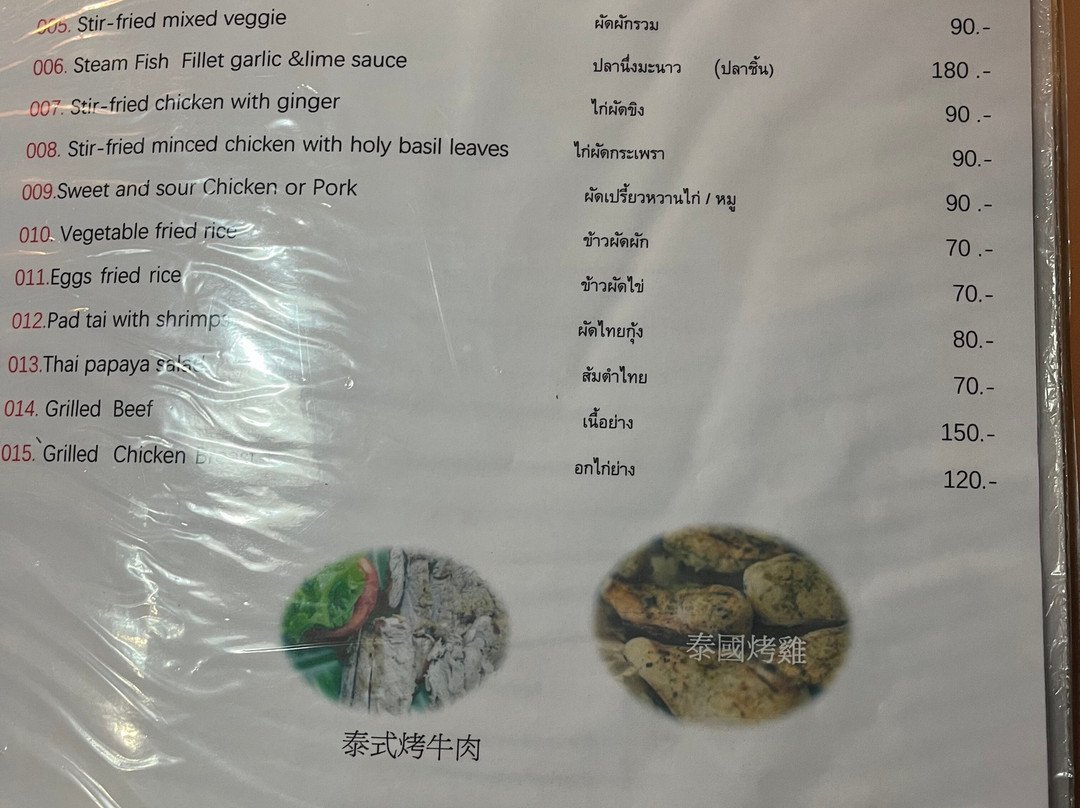 005. Stir-fried mixed veggie ผัดผักรวม 90.-
006. Steam Fish Fillet garlic &lime sauce ปลานึ่งมะนาว (ปลาชิ้น) 180 .-
007. Stir-fried chicken with ginger ไก่ผัดขิง 90 .-
008. Stir-fried minced chicken with holy basil leaves ไก่ผัดกระเพรา 90.-
009.Sweet and sour Chicken or Pork ผัดเปรี้ยวหวานไก่ / หมู 90 .-
010. Vegetable fried rice ข้าวผัดผัก 70 .-
011.Eggs fried rice ข้าวผัดไข่ 70.-
012.Pad tai with shrimps ผัดไทยกุ้ง 80.-
013.Thai papaya salad ส้มตำไทย 70.-
014. Grilled Beef เนื้อย่าง 150.-
015.`Grilled Chicken Breast อกไก่ย่าง 120.-
泰國烤雞
泰式烤牛肉